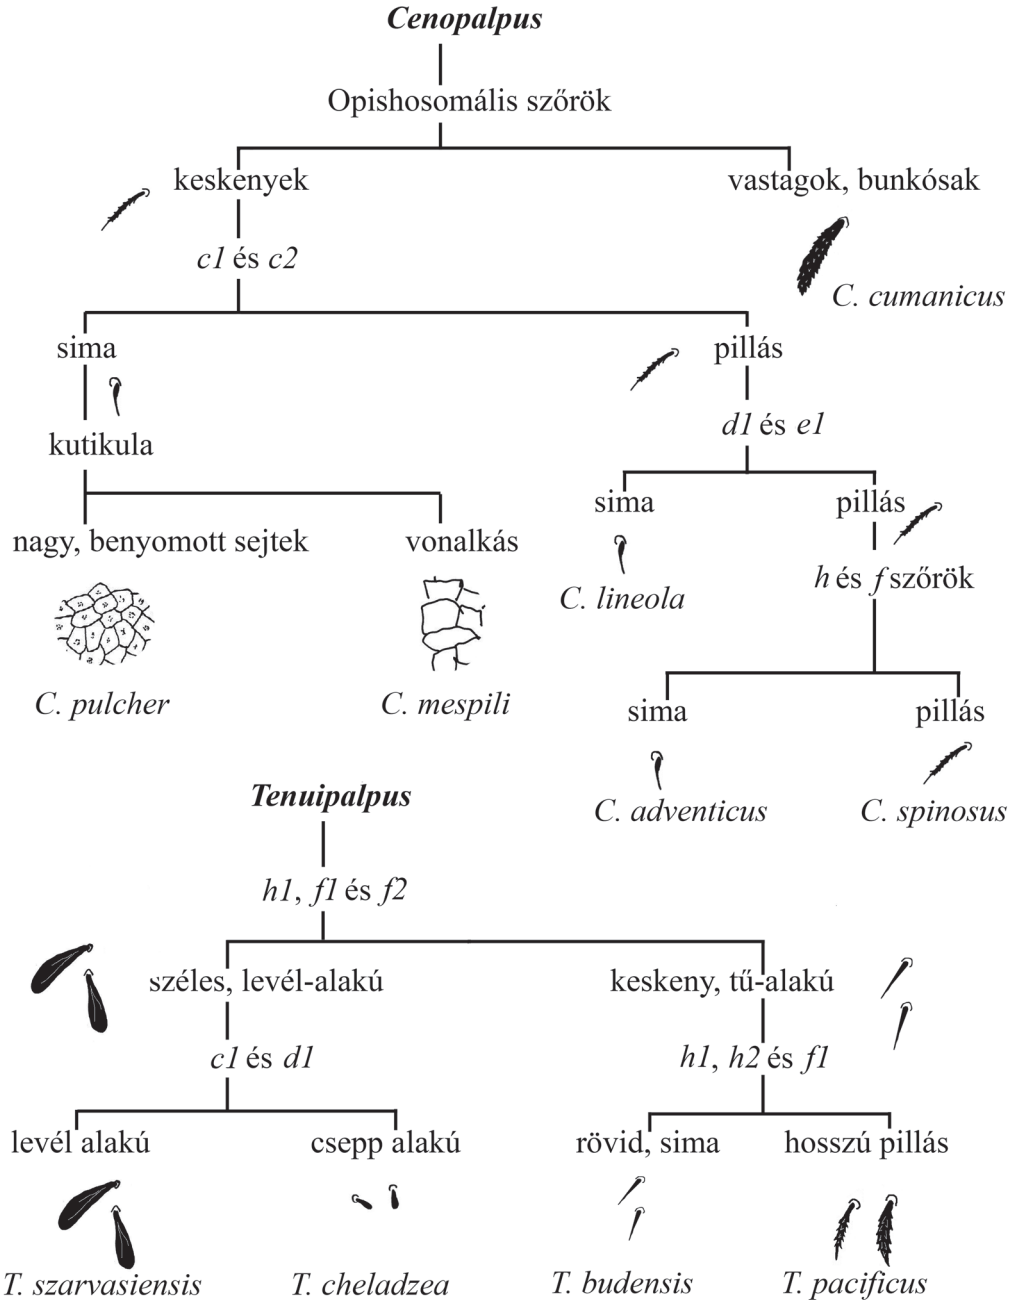 Cenopalpus
Opishosomális szőrök
keskenyek
vastagok, bunkósak
c1 és c2
C. cumanicus
sima
pillás
kutikula
d1 és e1
sima
pillás
nagy, benyomott sejtek
vonalkás
h és f szőrök
C. lineola
C. pulcher
C. mespili
sima
pillás
C. adventicus
C. spinosus
Tenuipalpus
h1, f1 és f2
széles, levél-alakú
keskeny, tű-alakú
c1 és d1
h1, h2 és f1
levél alakú
csepp alakú
rövid, sima
hosszú pillás
T. szarvasiensis
T. cheladzea
T. budensis
T. pacificus